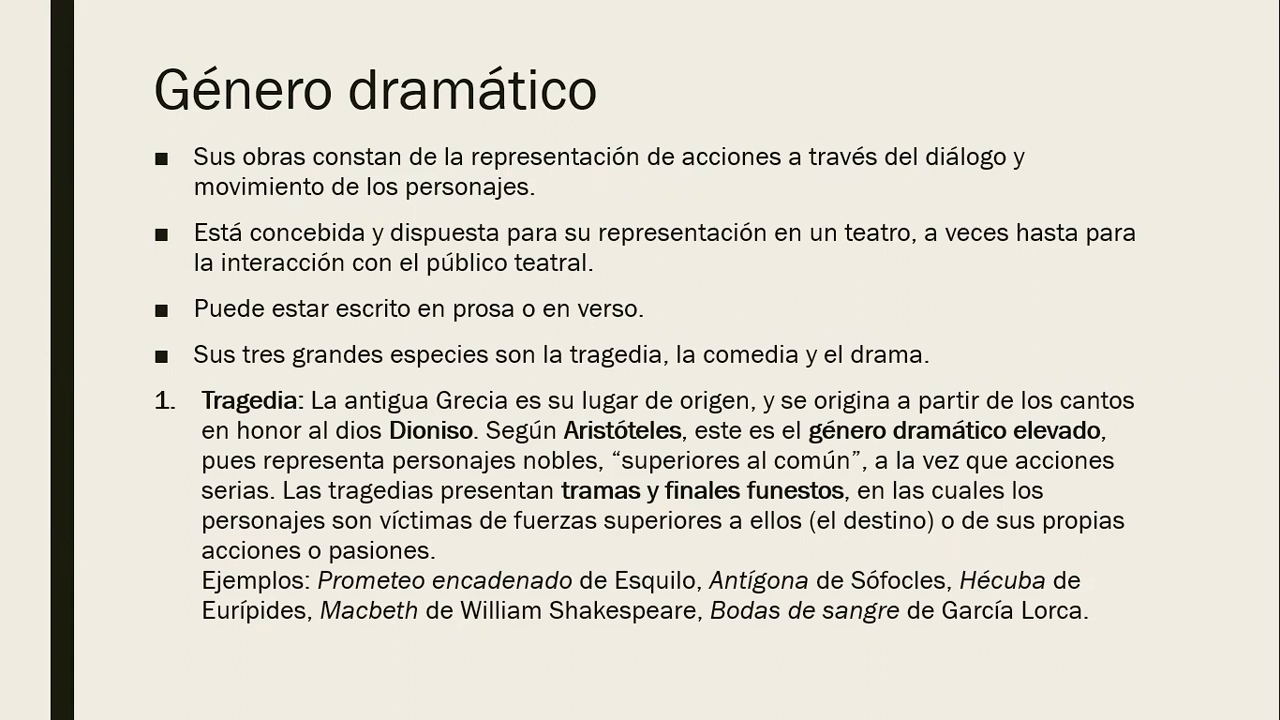 Género dramático
▪ Sus obras constan de la representación de acciones a través del diálogo y
movimiento de los personajes.
▪ Está concebida y dispuesta para su representación en un teatro, a veces hasta para
la interacción con el público teatral.
▪ Puede estar escrito en prosa o en verso.
▪ Sus tres grandes especies son la tragedia, la comedia y el drama.
1. Tragedia: La antigua Grecia es su lugar de origen, y se origina a partir de los cantos
en honor al dios Dioniso. Según Aristóteles, este es el género dramático elevado,
pues representa personajes nobles, “superiores al común”, a la vez que acciones
serias. Las tragedias presentan tramas y finales funestos, en las cuales los
personajes son víctimas de fuerzas superiores a ellos (el destino) o de sus propias
acciones o pasiones.
Ejemplos: Prometeo encadenado de Esquilo, Antígona de Sófocles, Hécuba de
Eurípides, Macbeth de William Shakespeare, Bodas de sangre de García Lorca.